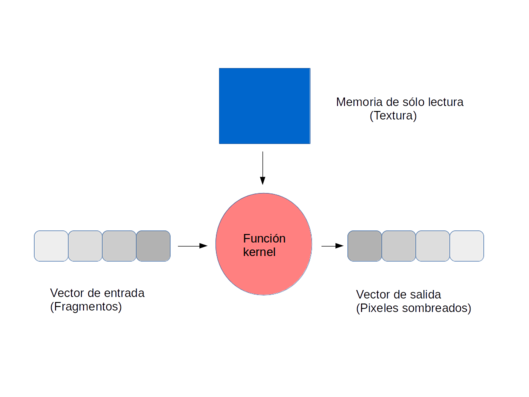 Memoria de sólo lectura
(Textura)
Función
kernel
Vector de entrada
(Fragmentos)
Vector de salida
(Pixeles sombreados)